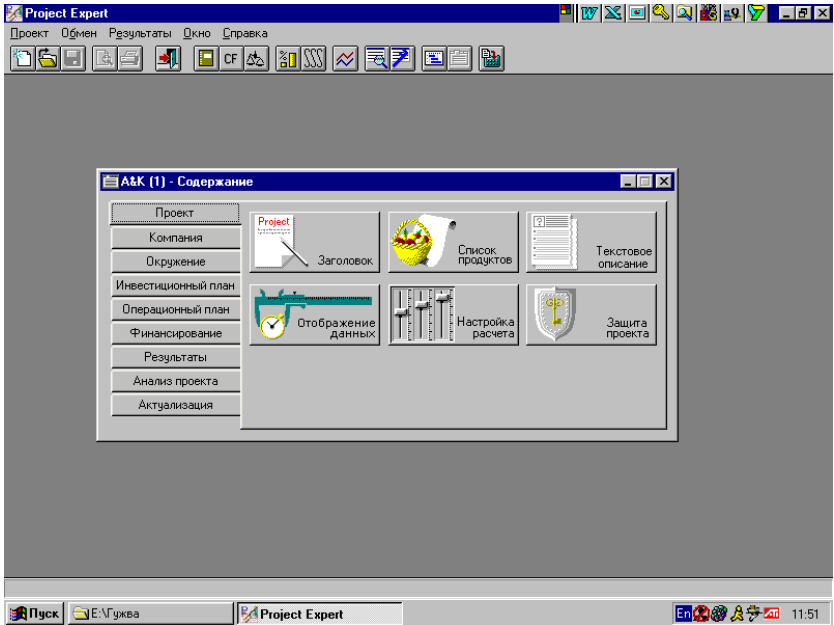 Project Expert
Проект Обмен Результаты Окно Справка
CF
A&K (1) - Содержание
Проект
Компания
Окружение
Инвестиционный план
Операционный план
Финансирование
Результаты
Анализ проекта
Актуализация
Project
Заголовок
Список
продуктов
Текстовое
описание
Отображение
данных
Настройка
расчета
Защита
проекта
Пуск
E:\Гужва
Project Expert
En
11:51